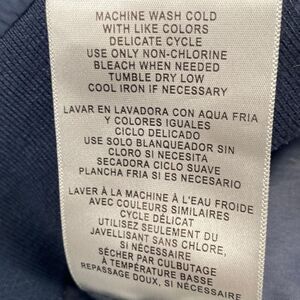 MACHINE WASH COLD
WITH LIKE COLORS
DELICATE CYCLE
USE ONLY NON-CHLORINE
BLEACH WHEN NEEDED
TUMBLE DRY LOW
COOL IRON IF NECESSARY
LAVAR EN LAVADORA CON AQUA FRIA
Y COLORES IGUALES
CICLO DELICADO
USE SOLO BLANQUEADOR SIN
CLORO SI NECESITA
SECADORA CICLO SUAVE
PLANCHA FRIA SI ES NECESARIO
LAVER À LA MACHINE À L'EAU FROIDE
AVEC COULEURS SIMILAIRES
CYCLE DÉLICAT
UTILISEZ SEULEMENT DU
JAVELLISANT SANS CHLORE,
SI NÉCESSAIRE
SÉCHER PAR CULBUTAGE
À TEMPÉRATURE BASSE
REPASSAGE DOUX, SI NÉCESSAIRE